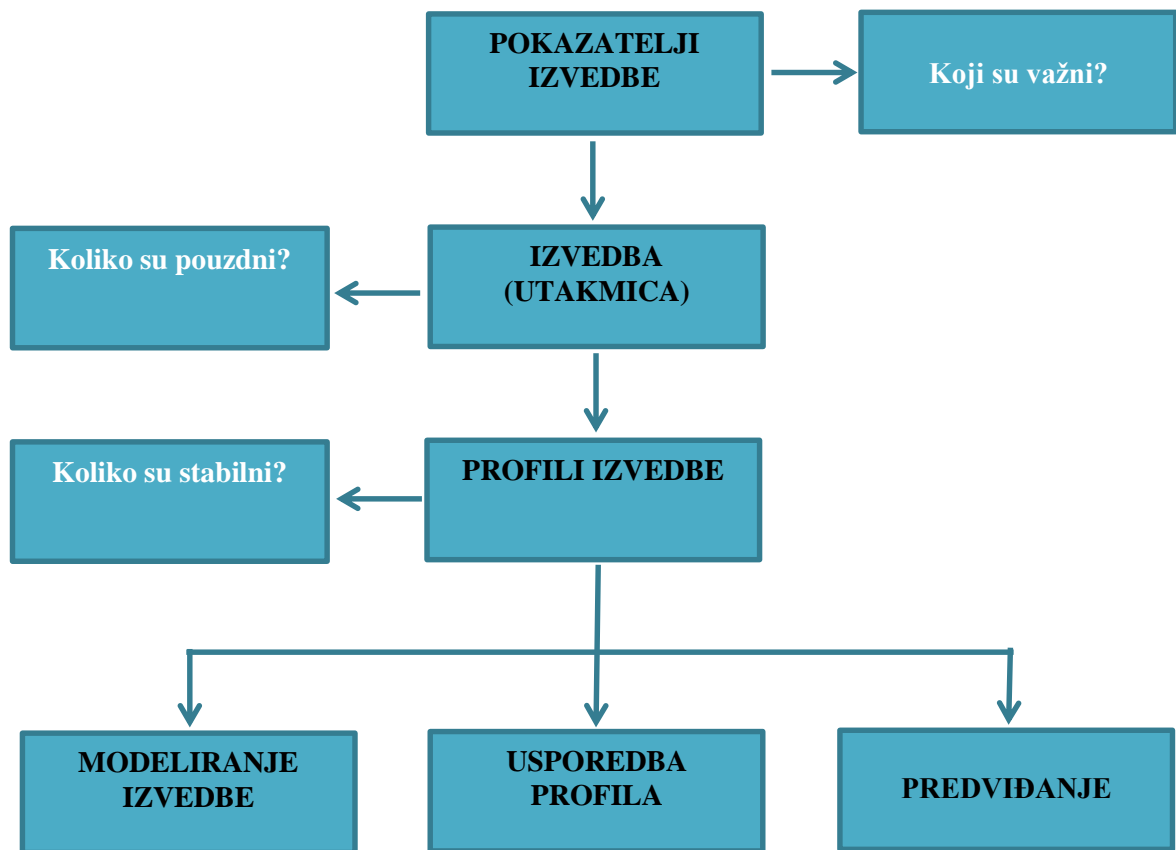 POKAZATELJI
IZVEDBE
Koji su važni?
Koliko su pouzdni?
IZVEDBA
(UTAKMICA)
Koliko su stabilni?
PROFILI IZVEDBE
MODELIRANJE
IZVEDBE
USPOREDBA
PROFILA
PREDVIĐANJE